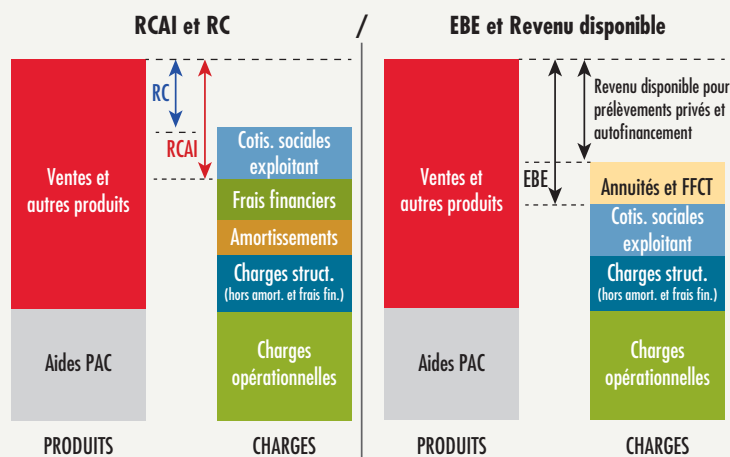 RCAI et RC
/
EBE et Revenu disponible
RC
RCAI
Ventes et
autres produits
Aides PAC
Cotis. sociales
exploitant
Frais financiers
Amortissements
Charges struct.
(hors amort. et frais fin.)
Charges
opérationnelles
PRODUITS
CHARGES
Revenu disponible pour
prélèvements privés et
autofinancement
EBE
Ventes et
autres produits
Aides PAC
Annuités et FFCT
Cotis. sociales
exploitant
Charges struct.
(hors amort. et frais fin.)
Charges
opérationnelles
PRODUITS
CHARGES